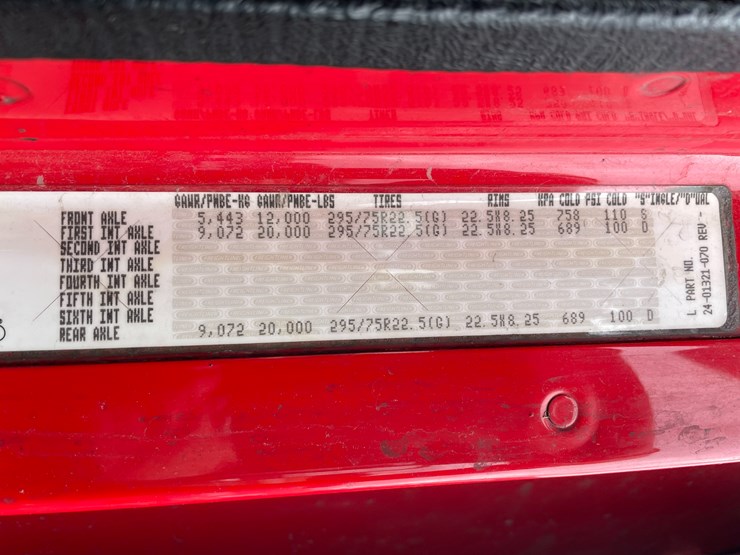 GAWR/PNBE-KG GAWR/PNBE-LBS TIRES RIMS KPA COLD PSI COLD "S"INGLE/"D"UAL
FRONT AXLE 5,443 12,000 295/75R22.5(G) 22.5X8.25 758 110 S
FIRST INT AXLE 9,072 20,000 295/75R22.5(G) 22.5X8.25 689 100 D
SECOND INT AXLE
THIRD INT AXLE
FOURTH INT AXLE
FIFTH INT AXLE
SIXTH INT AXLE
REAR AXLE 9,072 20,000 295/75R22.5(G) 22.5X8.25 689 100 D
L PART NO.
24-01321-070 REV -